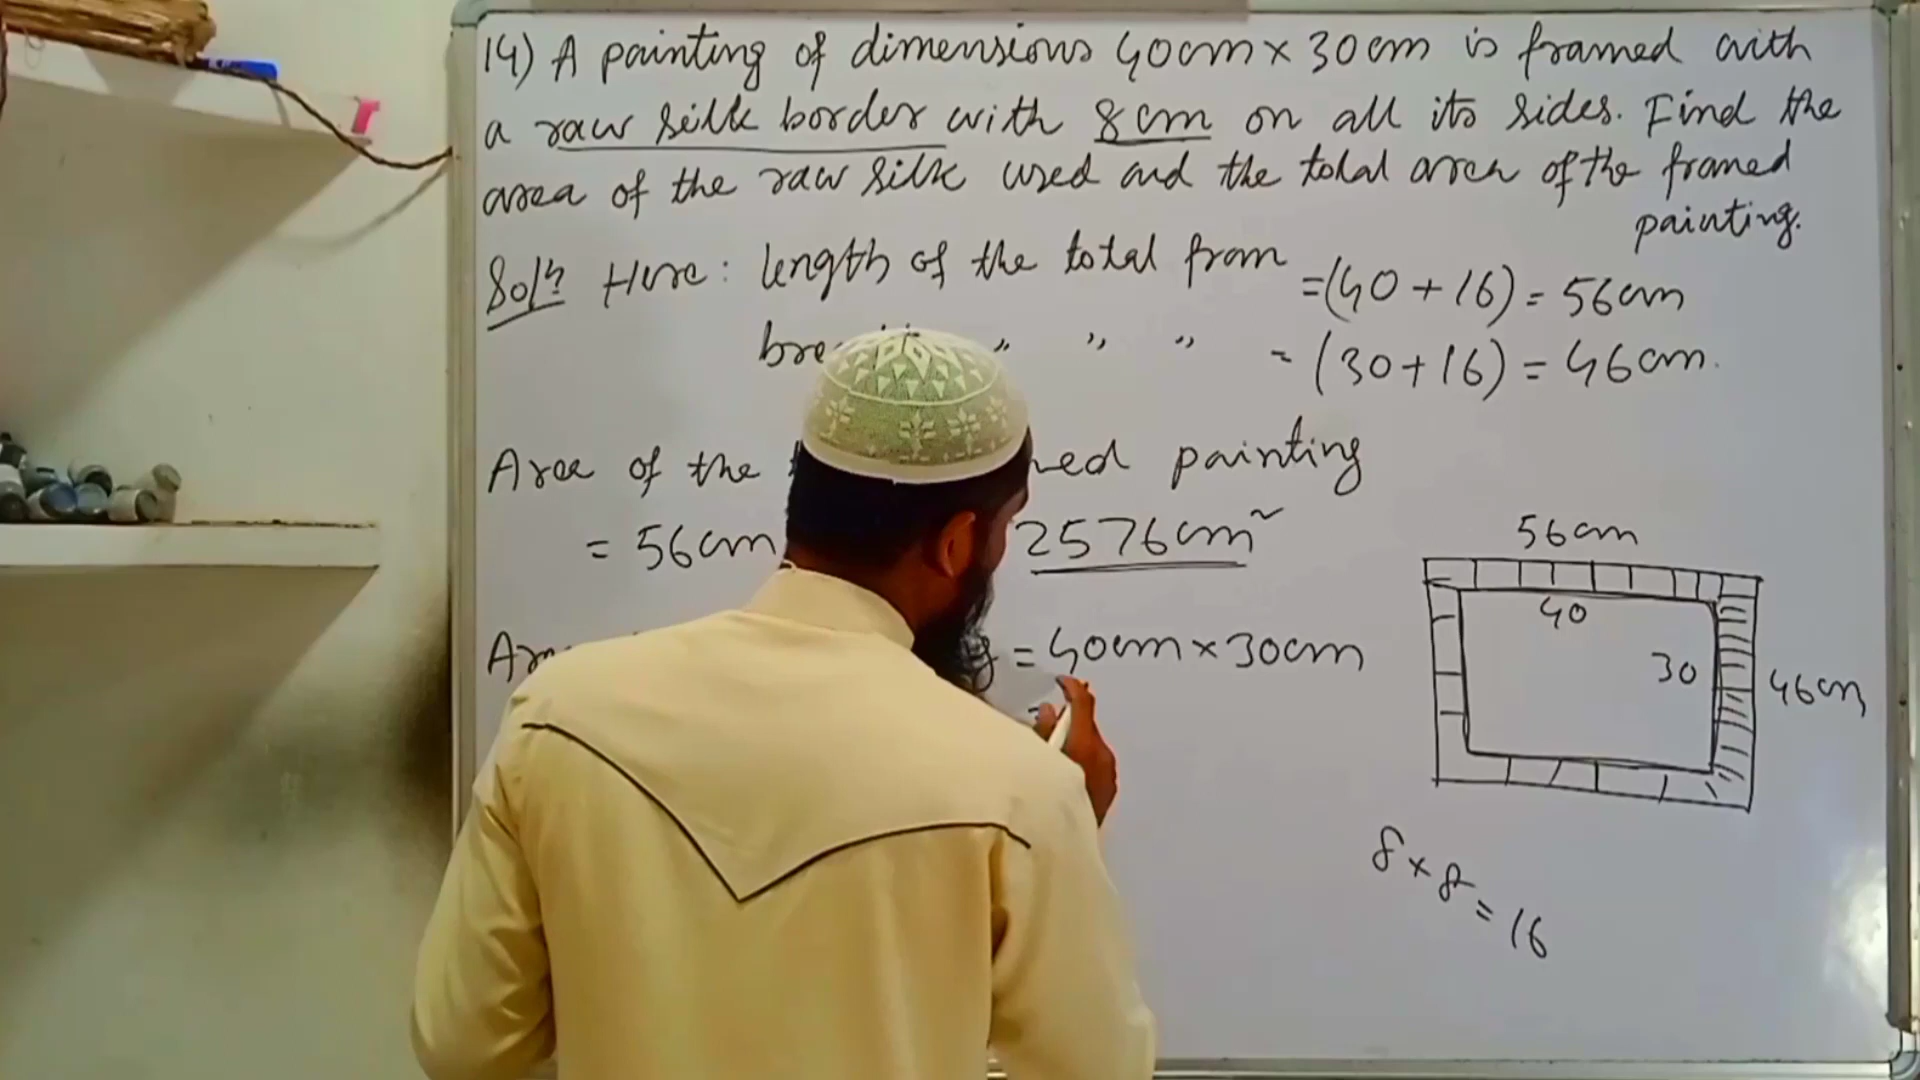 14) A painting of dimensions 40cm × 30cm is framed with
a raw silk border with 8cm on all its sides. Find the
area of the raw silk used and the total area of the framed
painting.
Solⁿ Here: length of the total fram = (40 + 16) = 56cm
bre " " " = (30 + 16) = 46cm.
Area of the med painting
= 56cm 2576cm²
= 40cm × 30cm
=
56cm
40
30
46cm
8 × 8 = 16